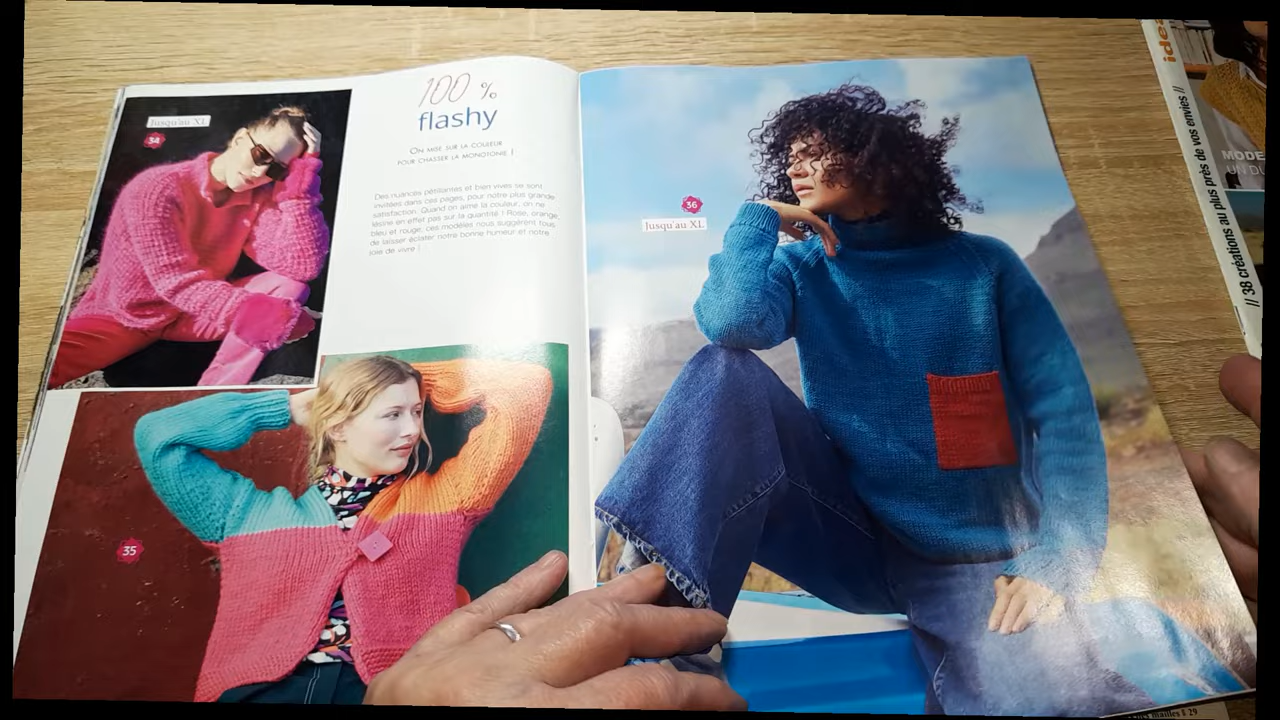 Jusqu'au XL
34
100 %
flashy
On mise sur la couleur
pour chasser la monotonie !
Des nuances pétillantes et bien vives se sont
invitées dans ces pages, pour notre plus grande
satisfaction. Quand on aime la couleur, on ne
lésine en effet pas sur la quantité ! Rose, orange,
bleu et rouge, ces modèles nous suggèrent tous
de laisser éclater notre bonne humeur et notre
joie de vivre !
35
36
Jusqu'au XL
idé
// 38 créations au plus près de vos envies //
MODE
UN DU
29